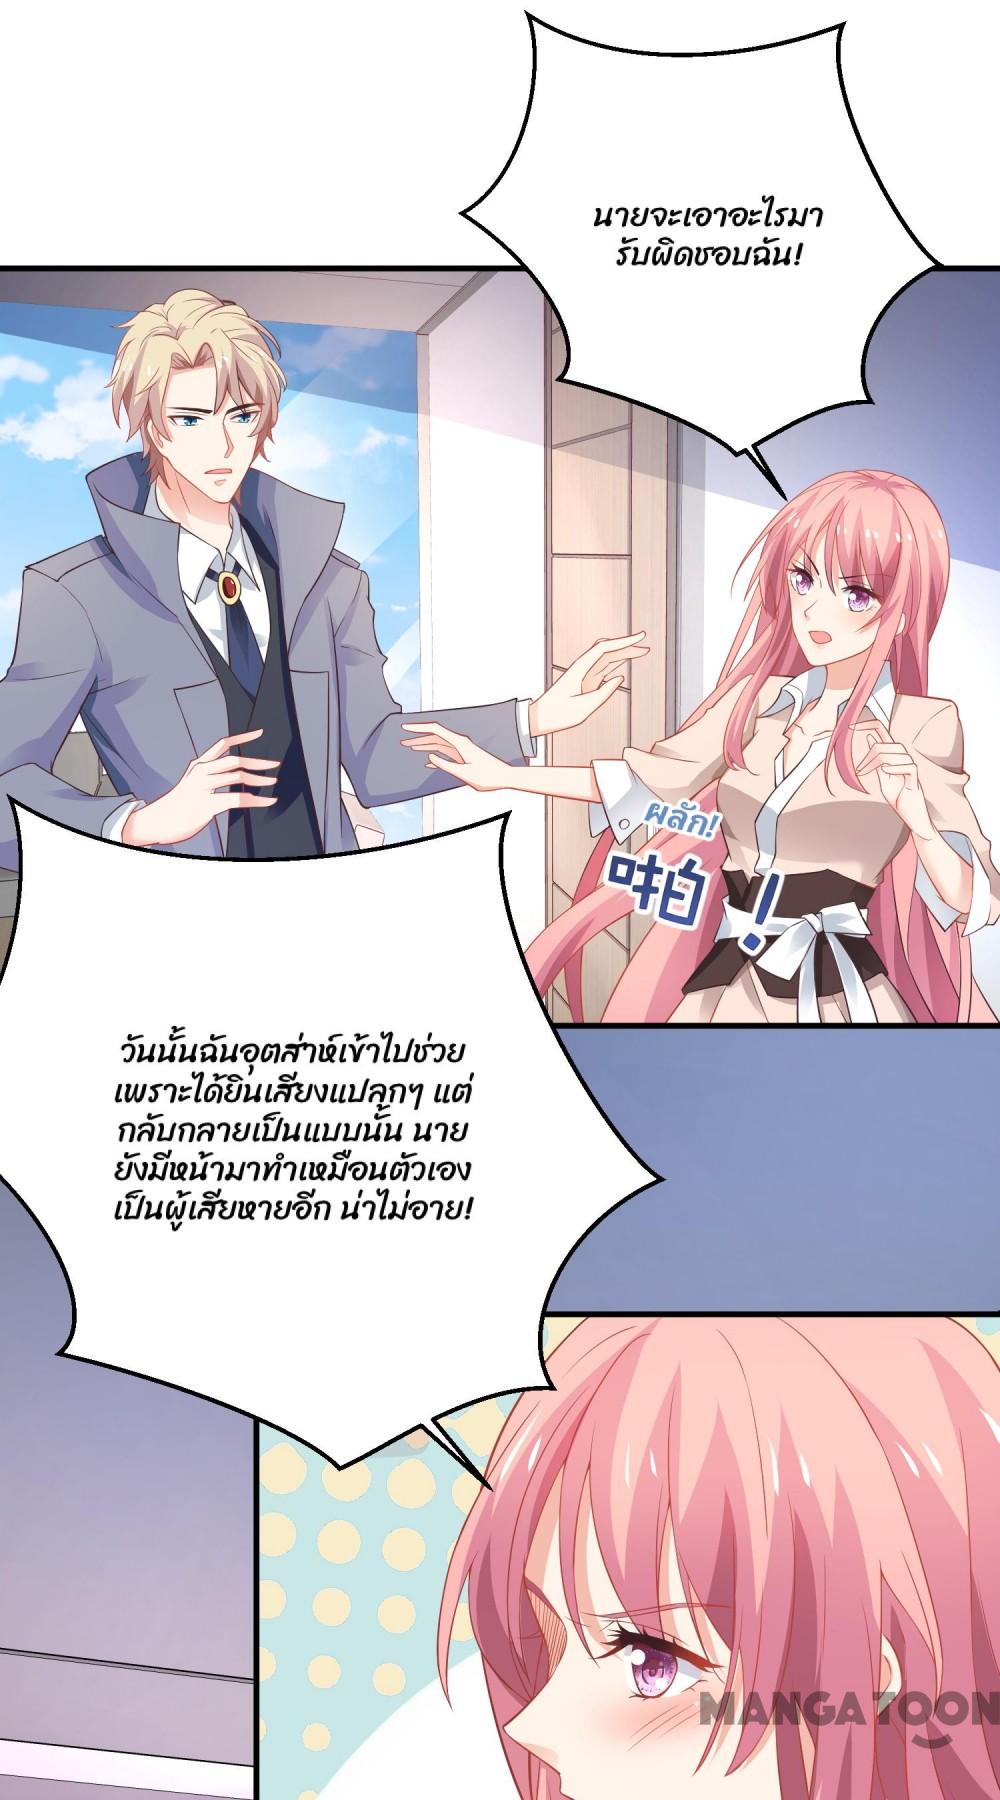 นายจะเอาอะไรมา
รับผิดชอบฉัน!
ผลัก!
啪!
วันนั้นฉันอุตส่าห์เข้าไปช่วย
เพราะได้ยินเสียงแปลกๆ แต่
กลับกลายเป็นแบบนั้น นาย
ยังมีหน้ามาทำเหมือนตัวเอง
เป็นผู้เสียหายอีก น่าไม่อาย!
MANGATOON